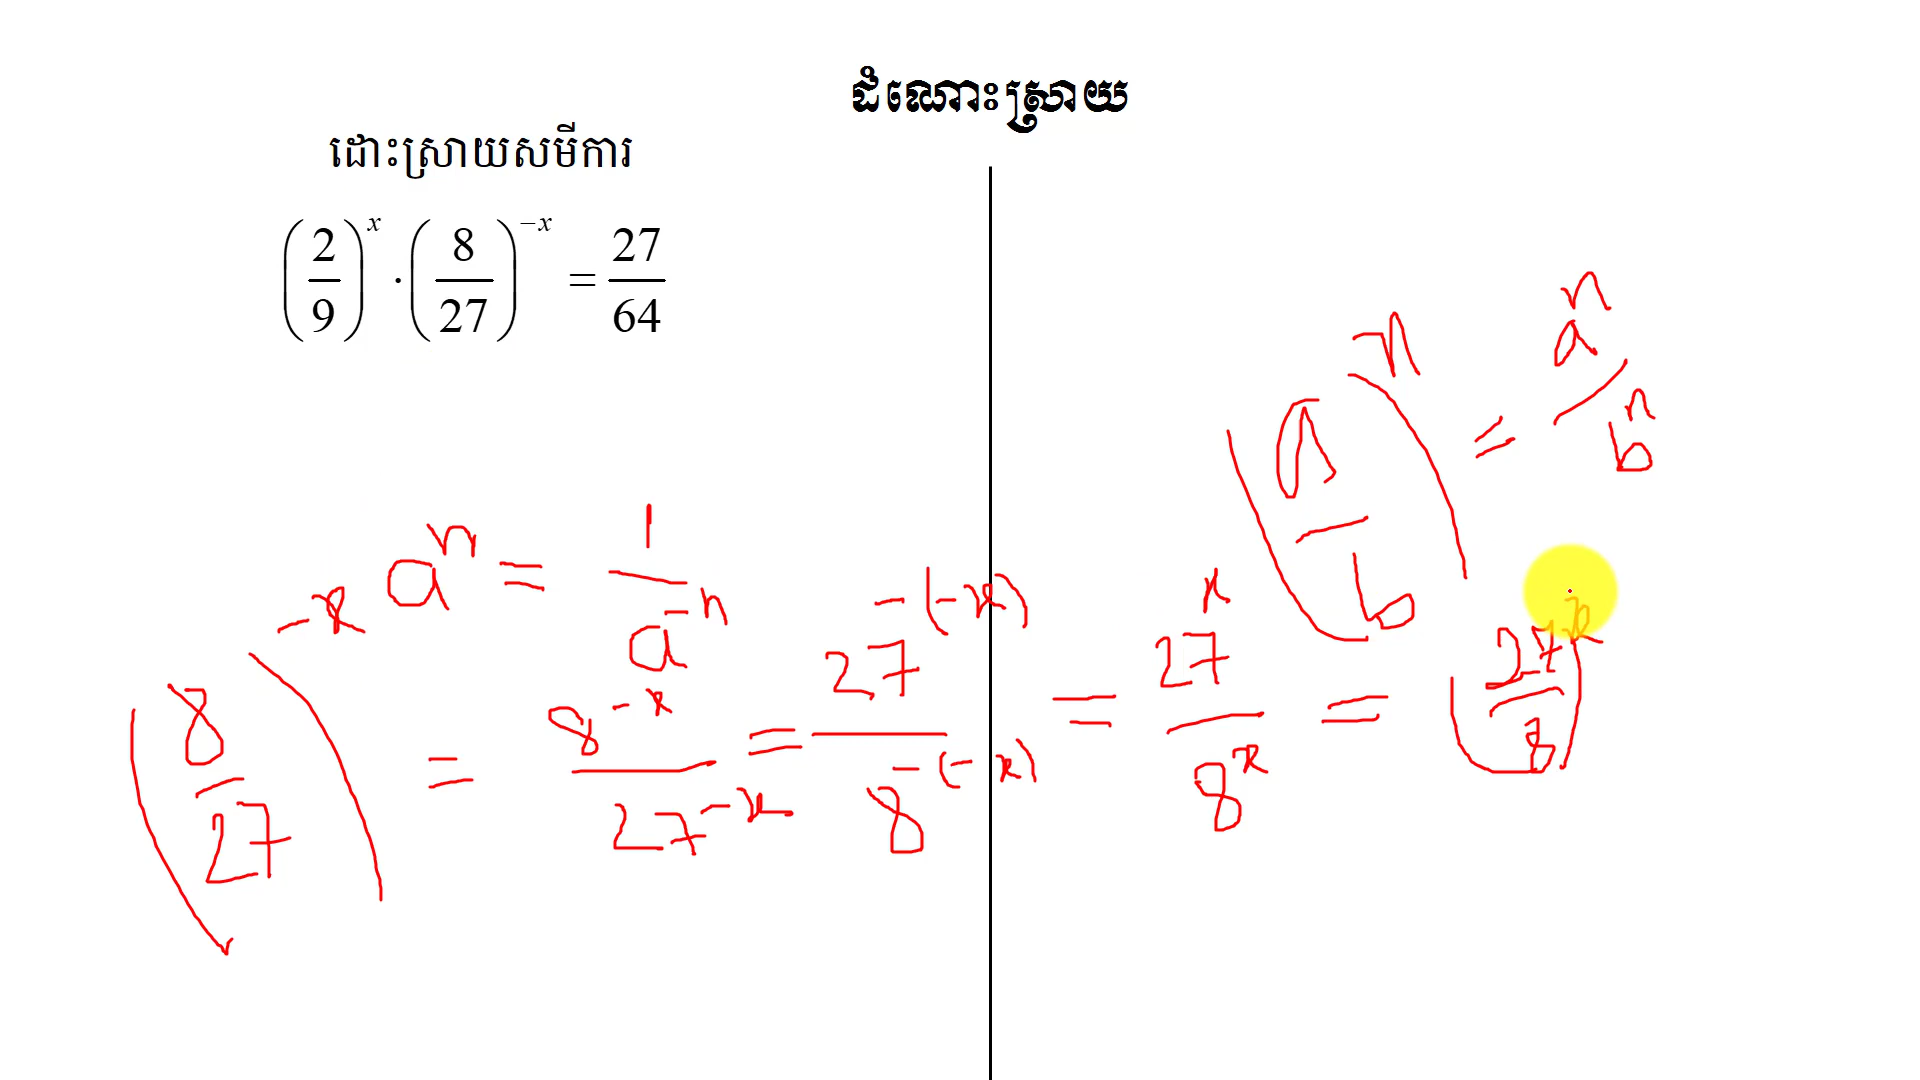 ដំណោះស្រាយ
ដោះស្រាយសមីការ
(2/9)^x · (8/27)^(−x) = 27/64
(a/b)^n = a^n/b^n
a^n = 1/a^(-n)
(8/27)^(-x) = 8^(-x)/27^(-x) = 27^(-(-x))/8^(-(-x)) = 27^x/8^x = (27/8)^x